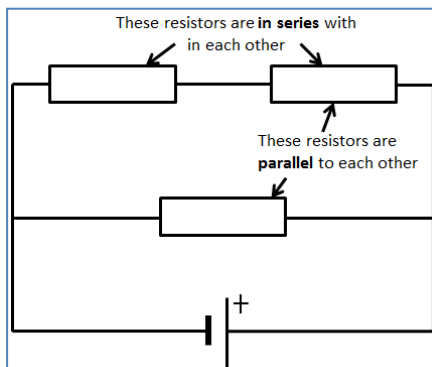 These resistors are in series with
in each other
These resistors are
parallel to each other
+